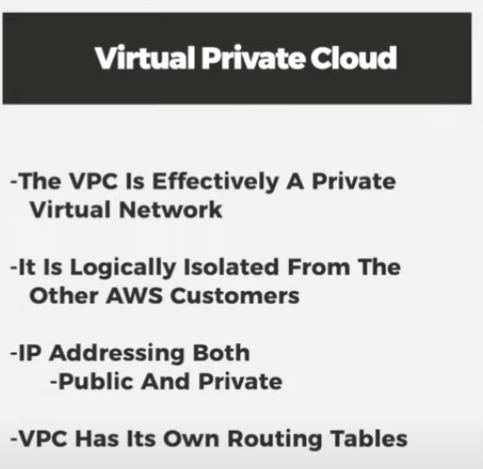 Virtual Private Cloud
-The VPC Is Effectively A Private
Virtual Network
-It Is Logically Isolated From The
Other AWS Customers
-IP Addressing Both
-Public And Private
-VPC Has Its Own Routing Tables